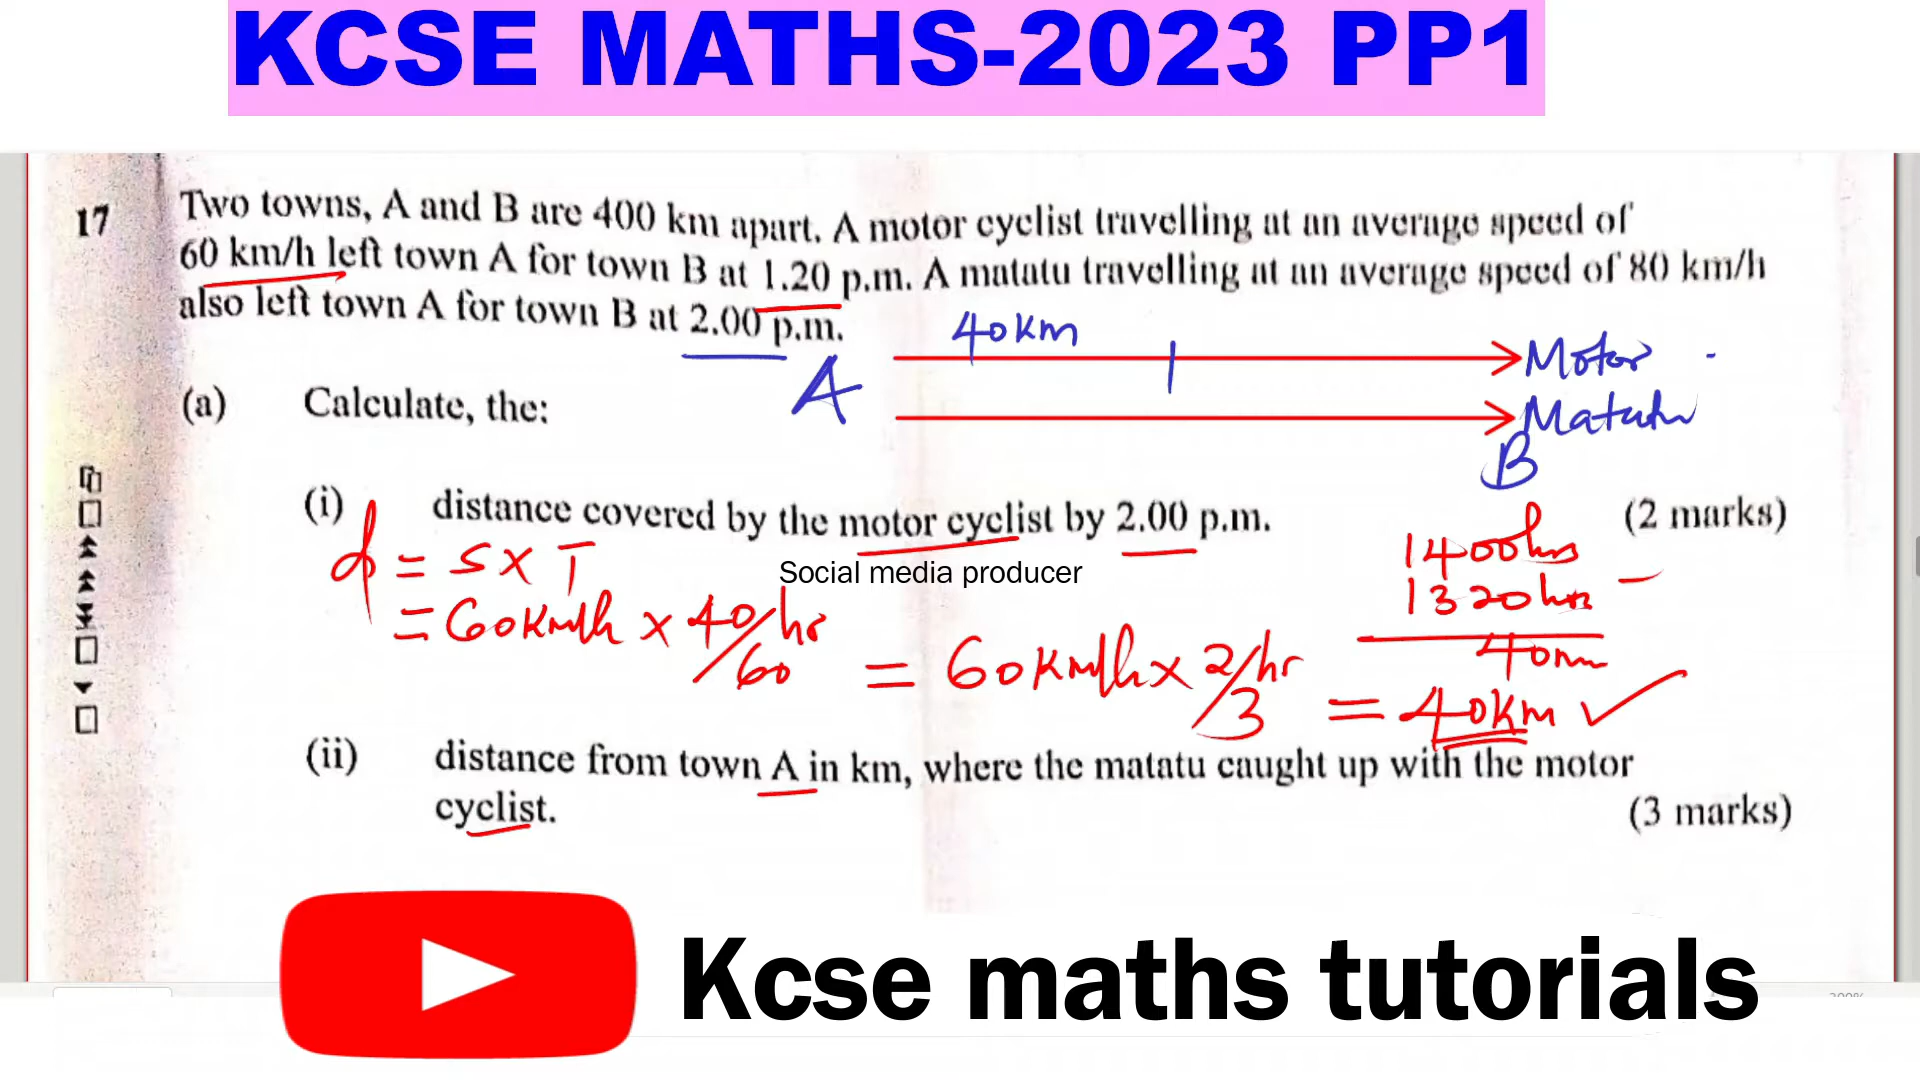 KCSE MATHS-2023 PP1
17
Two towns, A and B are 400 km apart. A motor cyclist travelling at an average speed of
60 km/h left town A for town B at 1.20 p.m. A matatu travelling at an average speed of 80 km/h
also left town A for town B at 2.00 p.m.
40km
Motor -
A
Matatu
B
(a) Calculate, the:
(i) distance covered by the motor cyclist by 2.00 p.m. (2 marks)
1400hrs
d = S x T
Social media producer
1320hrs -
= 60km/h x 40/60 hr
40m
= 60km/h x 2/3 hr = 40km ✓
(ii) distance from town A in km, where the matatu caught up with the motor
cyclist.
(3 marks)
Kcse maths tutorials